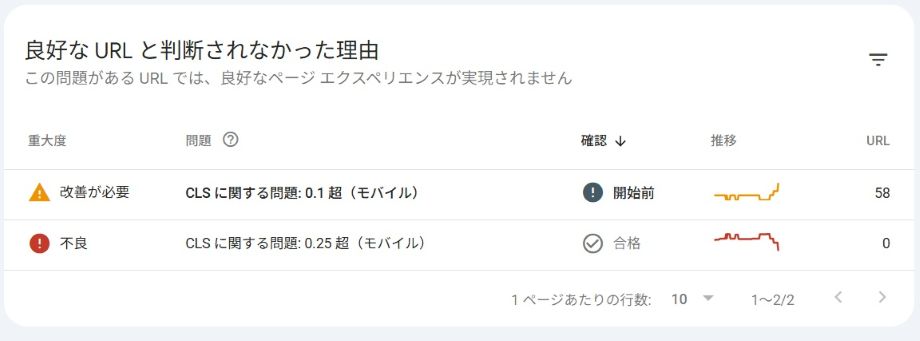 良好な URL と判断されなかった理由
この問題がある URL では、良好なページ エクスペリエンスが実現されません
重大度 問題 確認 推移 URL
改善が必要 CLS に関する問題: 0.1 超（モバイル） 開始前 58
不良 CLS に関する問題: 0.25 超（モバイル） 合格 0
1 ページあたりの行数: 10 1～2/2